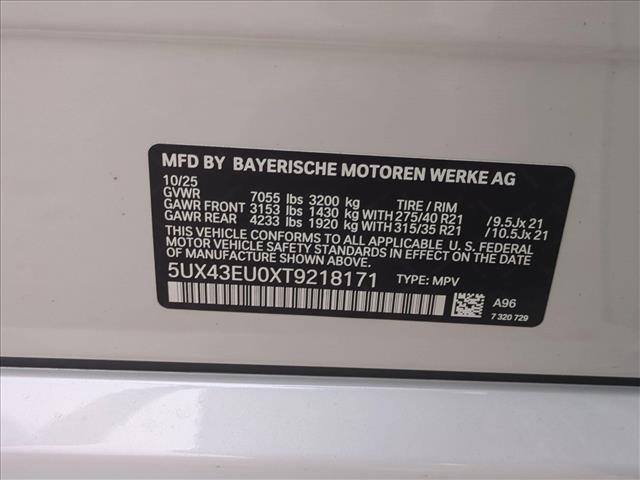 MFD BY BAYERISCHE MOTOREN WERKE AG
10/25
GVWR 7055 lbs 3200 kg TIRE / RIM
GAWR FRONT 3153 lbs 1430 kg WITH 275/40 R21 /9.5Jx21
GAWR REAR 4233 lbs 1920 kg WITH 315/35 R21 /10.5Jx21
THIS VEHICLE CONFORMS TO ALL APPLICABLE U.S. FEDERAL
MOTOR VEHICLE SAFETY STANDARDS IN EFFECT ON THE DATE OF
MANUFACTURE SHOWN ABOVE.
5UX43EU0XT9218171 TYPE: MPV
A96
7 320 729